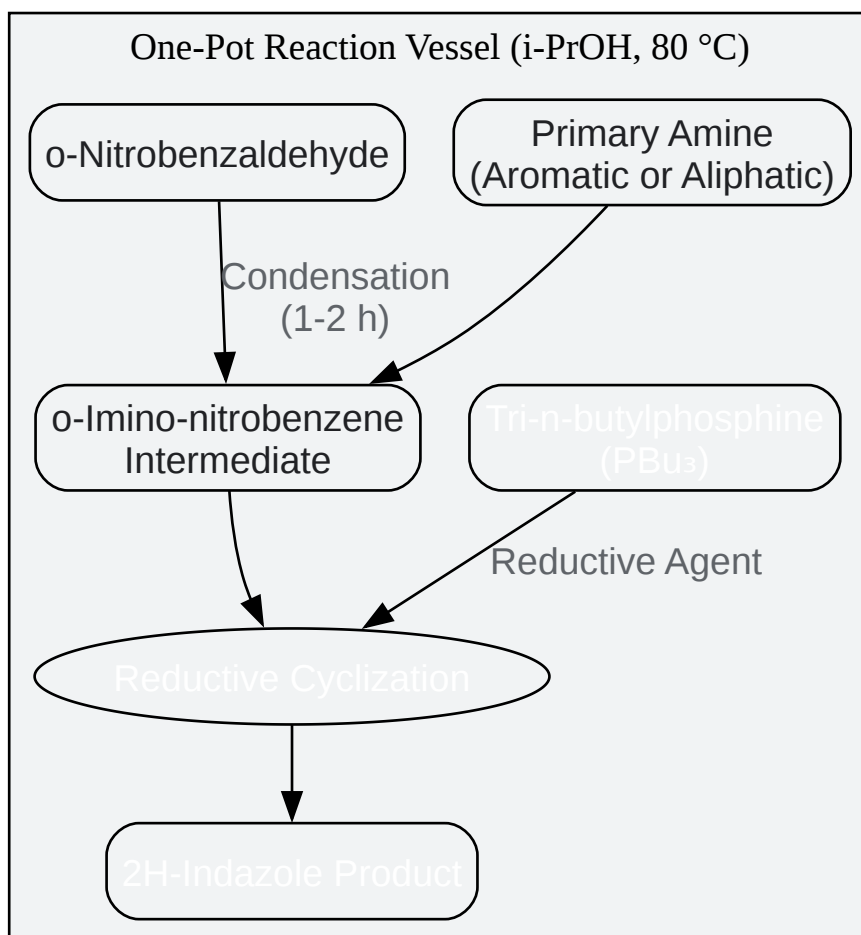 One-Pot Reaction Vessel (i-PrOH, 80 °C)
o-Nitrobenzaldehyde
Primary Amine
(Aromatic or Aliphatic)
Condensation
(1-2 h)
o-Imino-nitrobenzene
Intermediate
Tri-n-butylphosphine
(PBu₃)
Reductive Agent
Reductive Cyclization
2H-Indazole Product